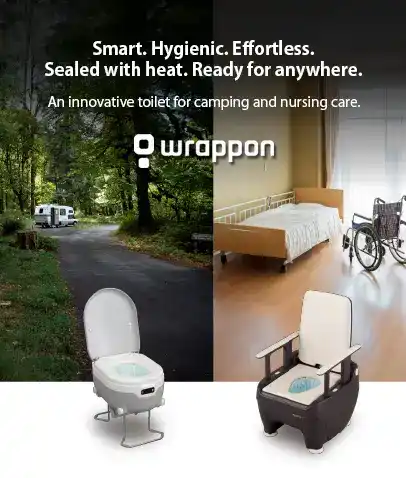 Smart. Hygienic. Effortless.
Sealed with heat. Ready for anywhere.
An innovative toilet for camping and nursing care.
wrappon